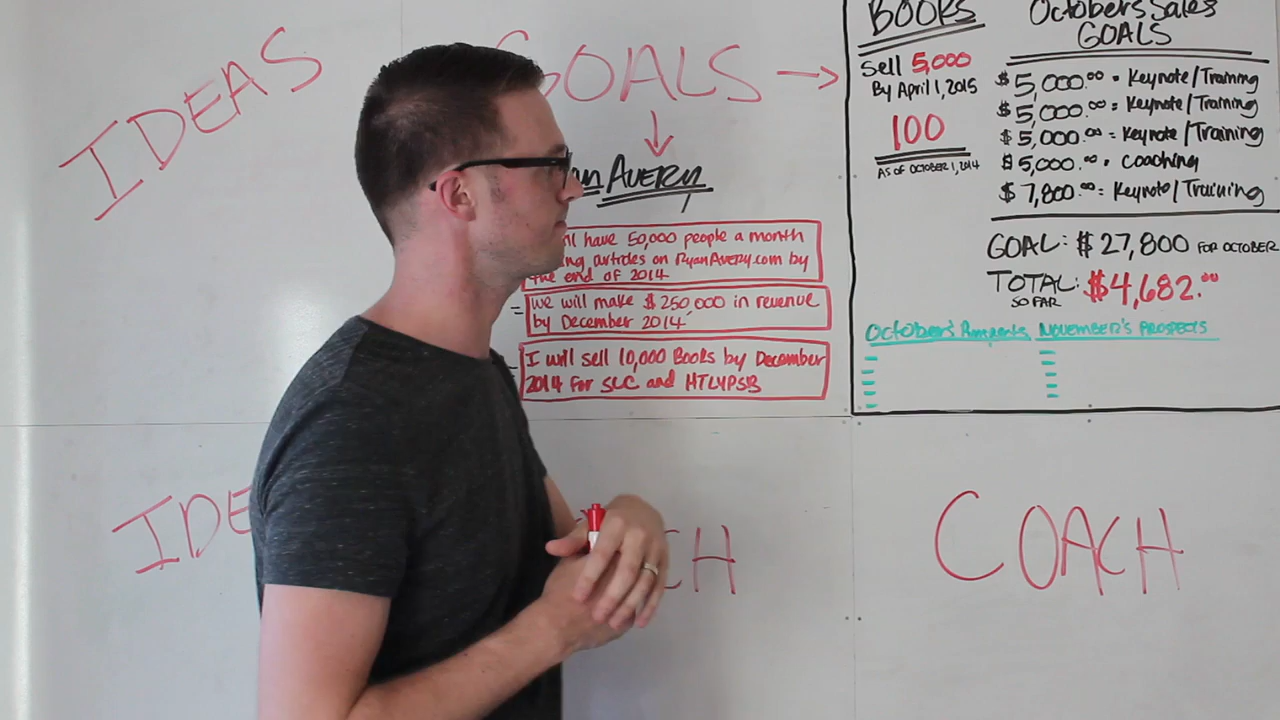 IDEAS
GOALS →
AVERY
have 50,000 people a month
articles on RyanAvery.com by
the end of 2014
= we will make $250,000 in revenue
by December 2014
I will sell 10,000 Books by December
2014 for SLC and HTLYPSB
BOOKS
Sell 5,000
By April 1, 2015
100
AS OF OCTOBER 1, 2014
Octobers Sales
GOALS
$5,000.00 = Keynote/Training
$5,000.00 = Keynote/Training
$5,000.00 = Keynote/Training
$5,000.00 = Coaching
$7,800.00 = Keynote/Training
GOAL: $27,800 FOR OCTOBER
TOTAL: $4,682.00
SO FAR
October's Prospects NOVEMBER'S PROSPECTS
IDE
CH
COACH